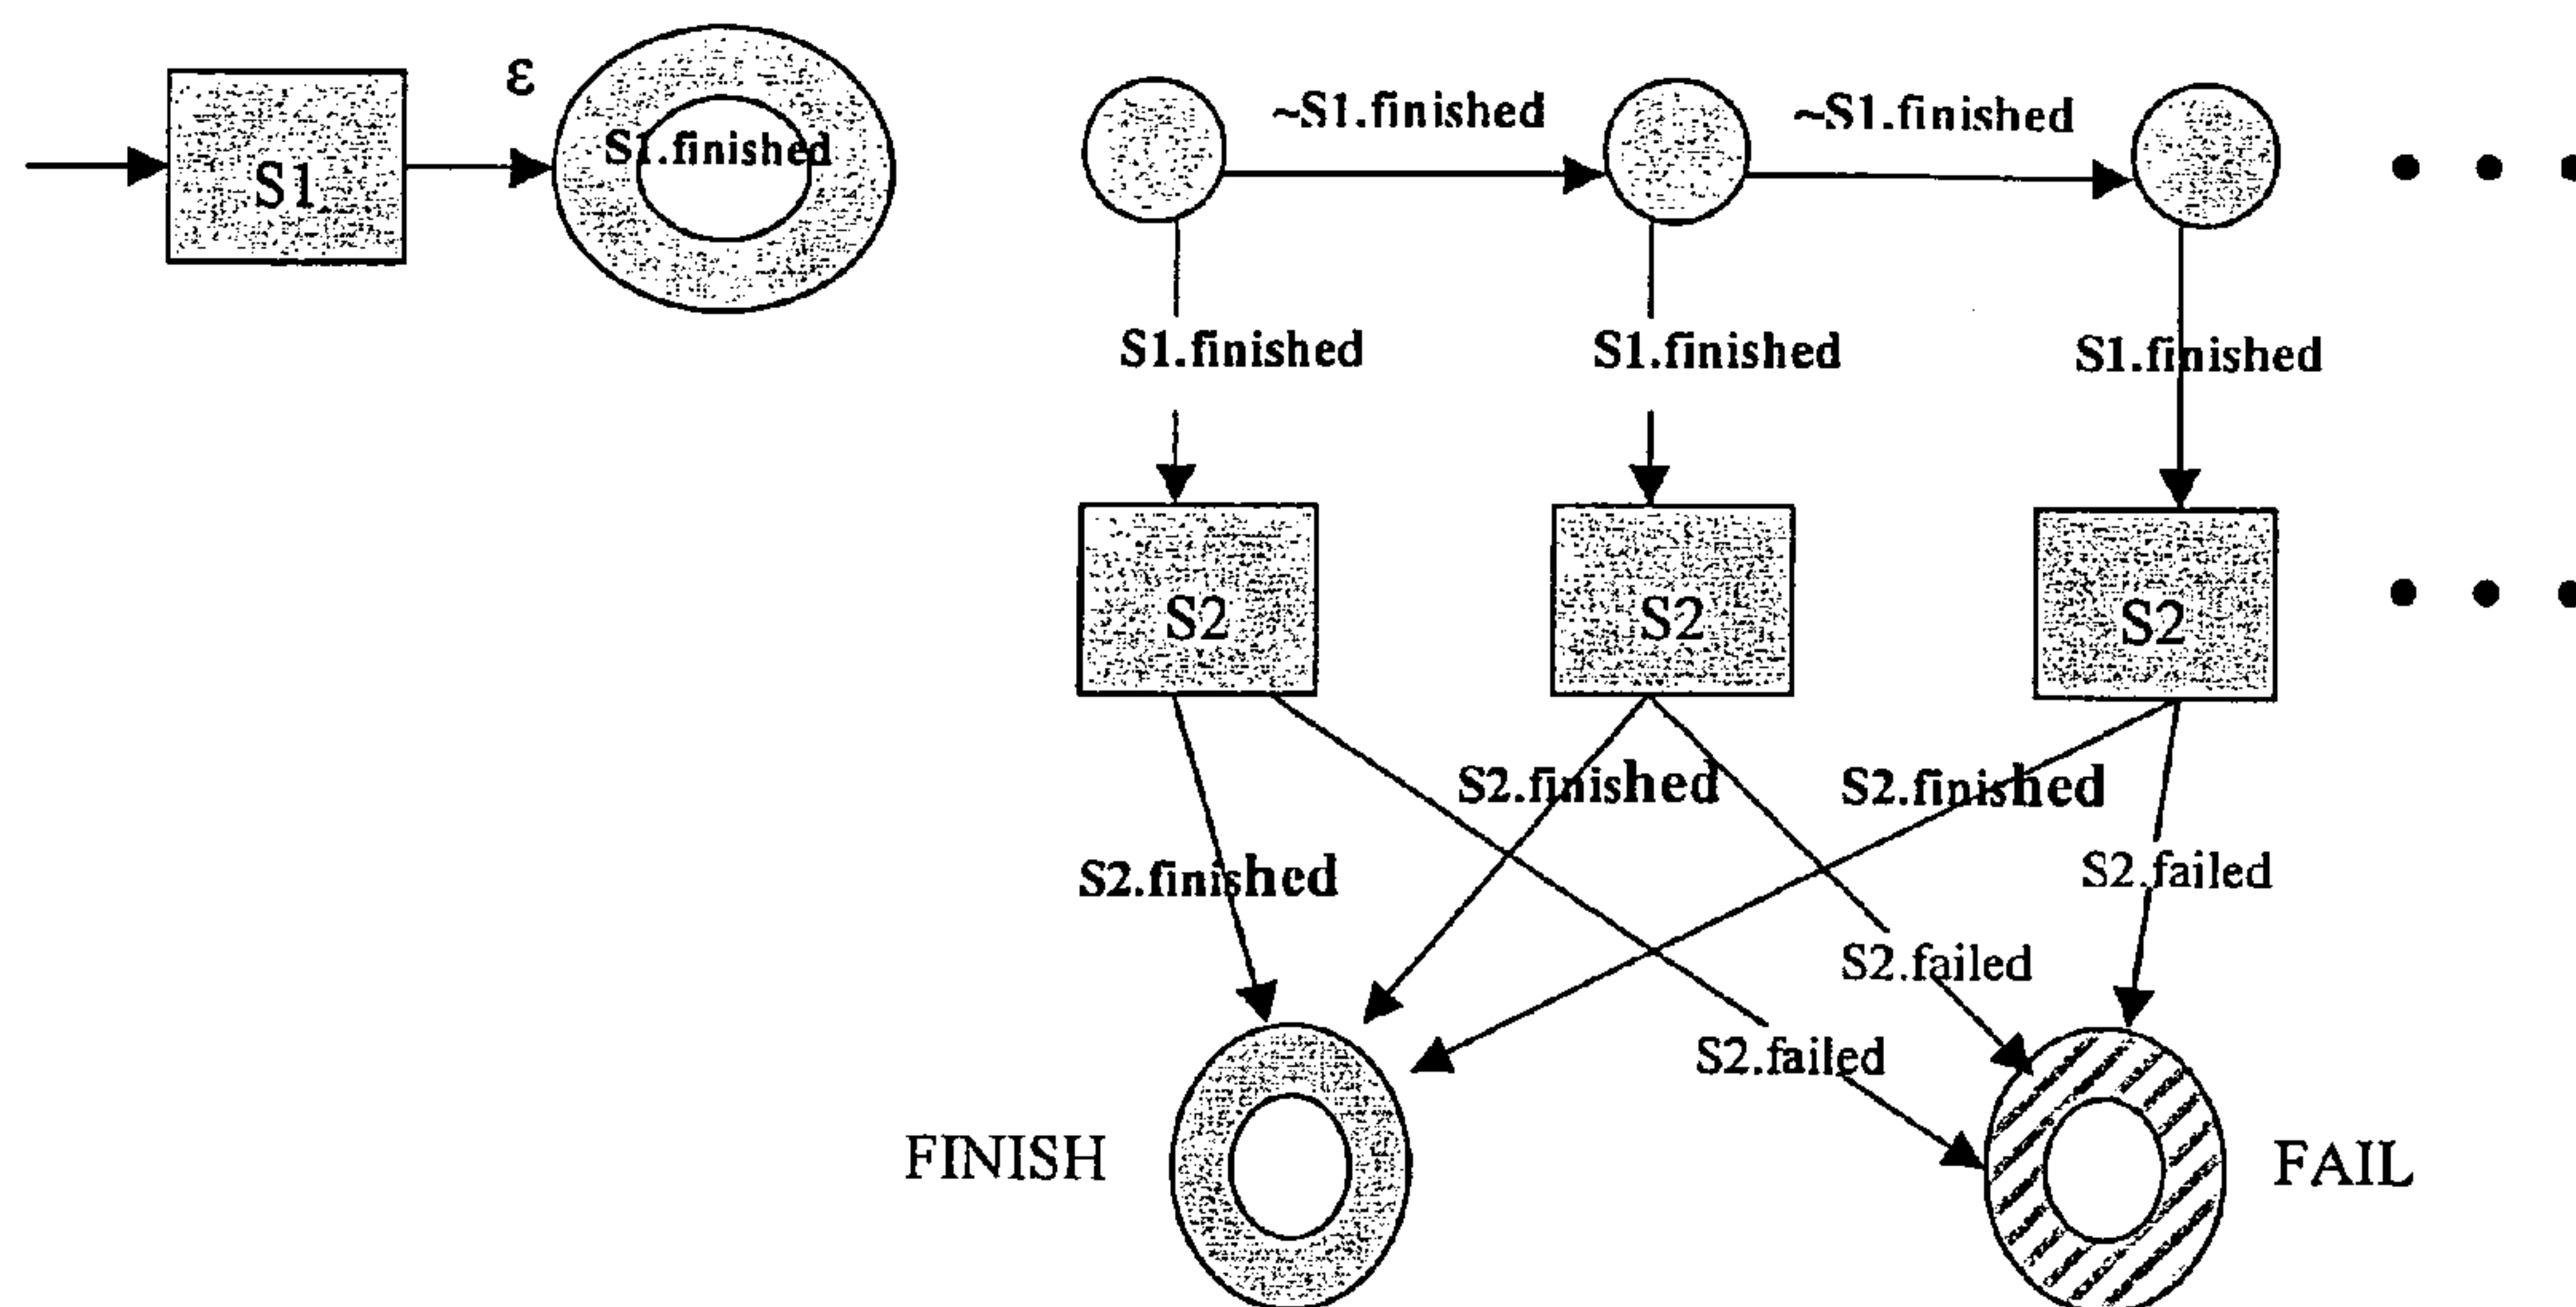 ε
~S1.finished
~S1.finished
S1
S1.finished
S1.finished
S1.finished
S1.finished
S2
S2
S2
S2.finished
S2.finished
S2.finished
S2.failed
S2.failed
S2.failed
FINISH
FAIL